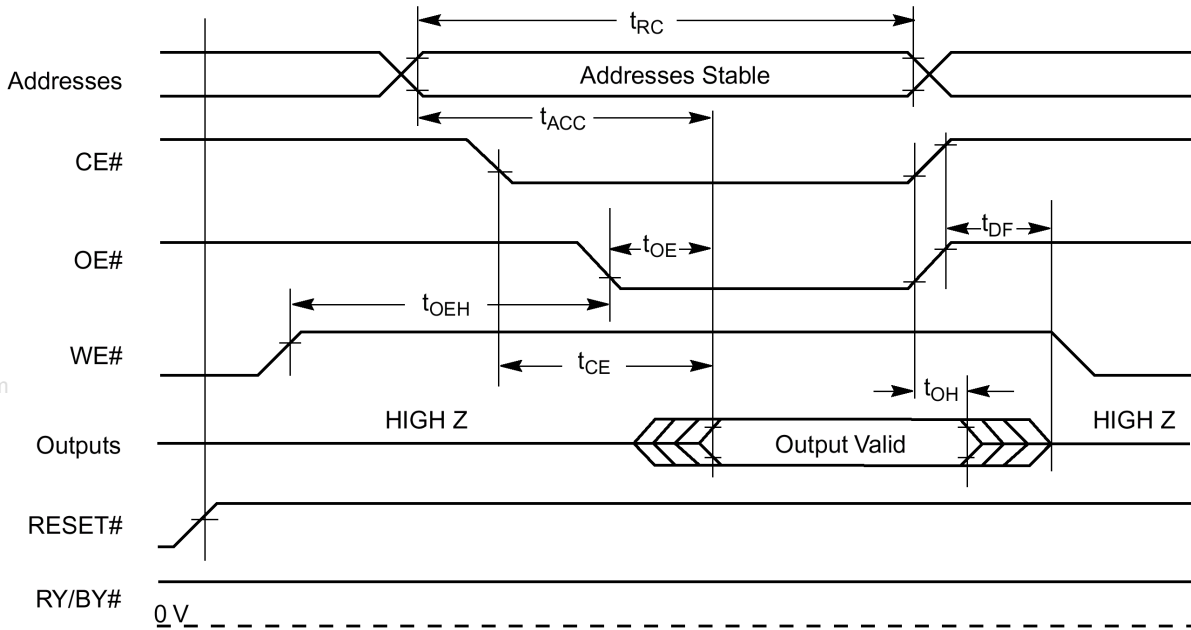 tRC
Addresses
Addresses Stable
tACC
CE#
tDF
OE#
tOE
tOEH
WE#
tCE
m
tOH
HIGH Z
HIGH Z
Outputs
Output Valid
RESET#
RY/BY#
0 V